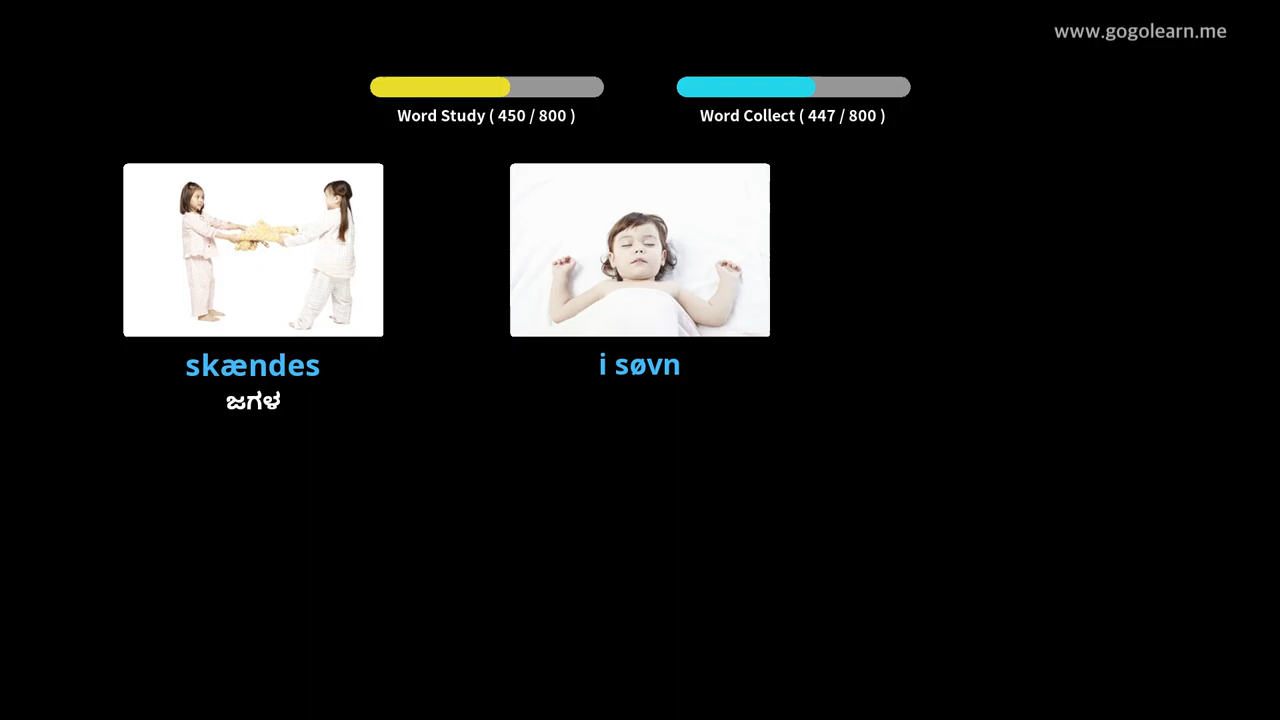 www.gogolearn.me
Word Study ( 450 / 800 )
Word Collect ( 447 / 800 )
skændes
ಜಗಳ
i søvn